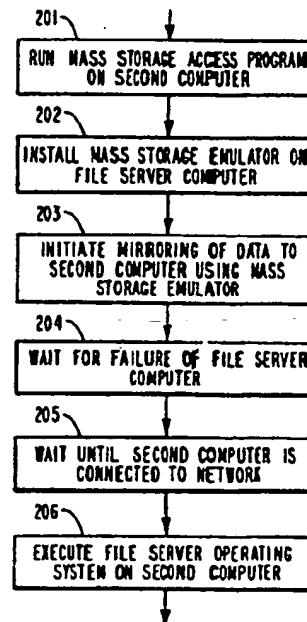 201
RUN MASS STORAGE ACCESS PROGRAM
ON SECOND COMPUTER
202
INSTALL MASS STORAGE EMULATOR ON
FILE SERVER COMPUTER
203
INITIATE MIRRORING OF DATA TO
SECOND COMPUTER USING MASS
STORAGE EMULATOR
204
WAIT FOR FAILURE OF FILE SERVER
COMPUTER
205
WAIT UNTIL SECOND COMPUTER IS
CONNECTED TO NETWORK
206
EXECUTE FILE SERVER OPERATING
SYSTEM ON SECOND COMPUTER